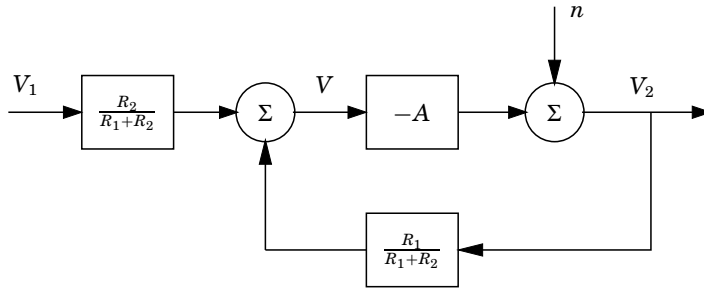 n
V₁
R₂/(R₁+R₂)
Σ
V
−A
Σ
V₂
R₁/(R₁+R₂)